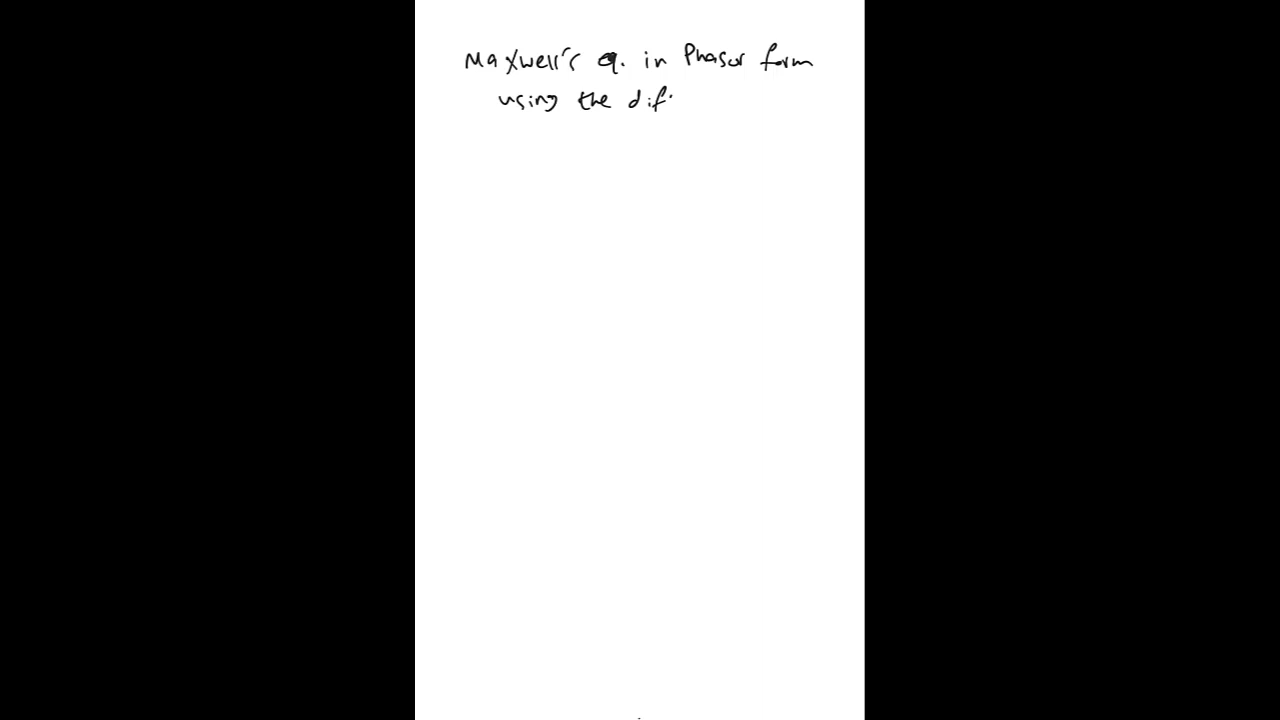 Maxwell's eq. in Phasor form
using the dif.